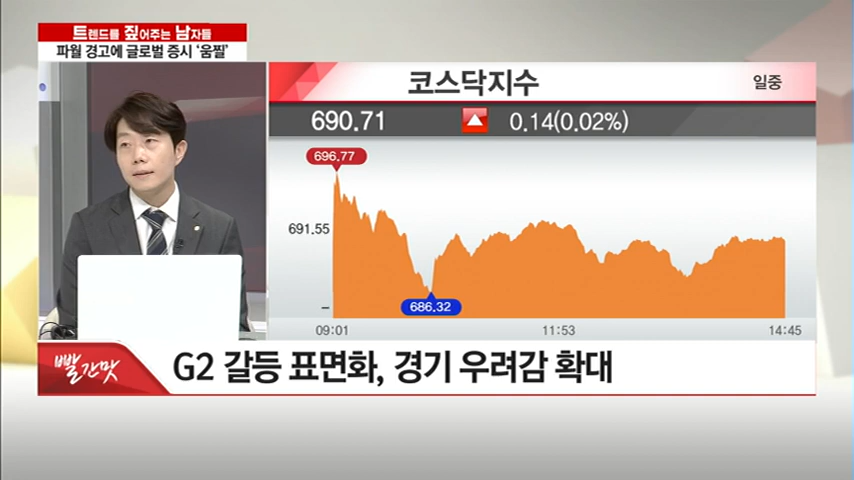 트렌드를 짚어주는 남자들
파월 경고에 글로벌 증시 '움찔'
코스닥지수
일중
690.71 0.14(0.02%)
696.77
691.55
686.32
09:01 11:53 14:45
빨간맛
G2 갈등 표면화, 경기 우려감 확대